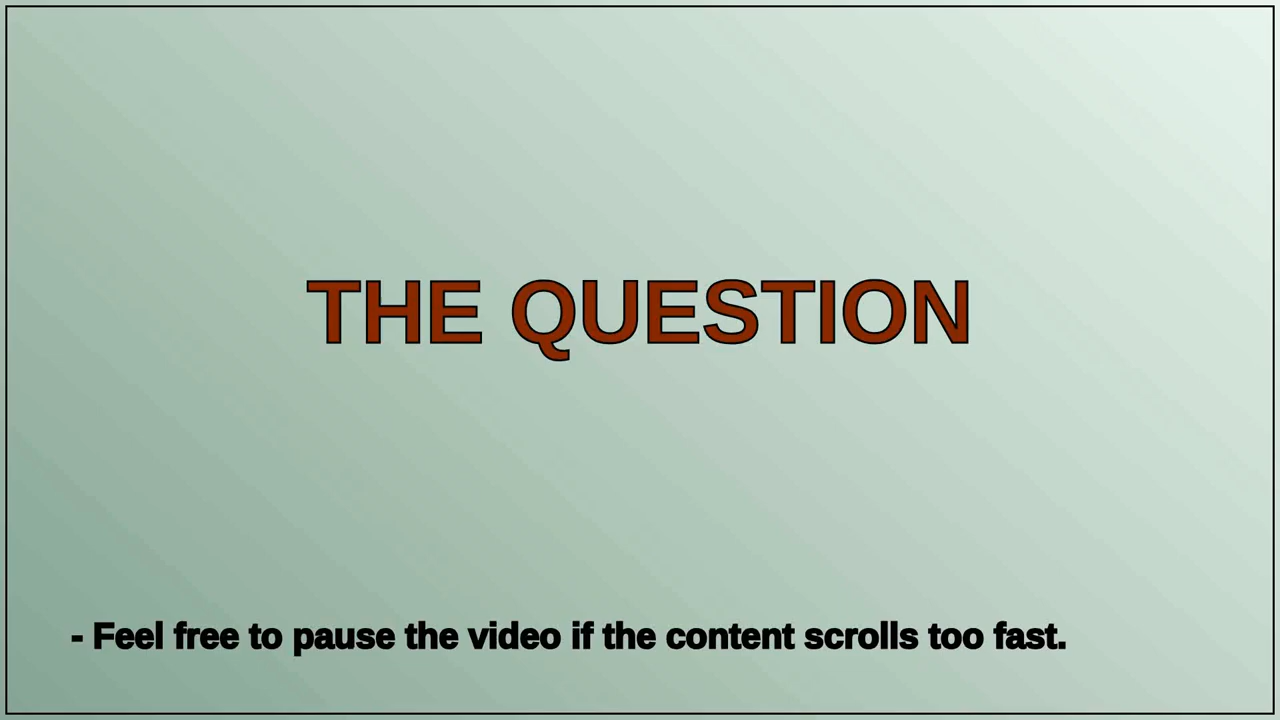 THE QUESTION
- Feel free to pause the video if the content scrolls too fast.